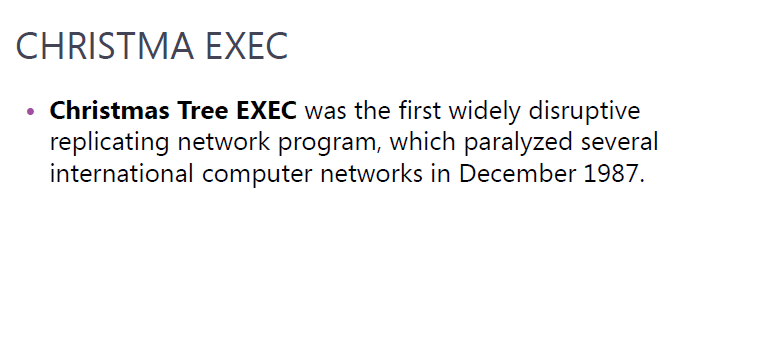 CHRISTMA EXEC
• Christmas Tree EXEC was the first widely disruptive
replicating network program, which paralyzed several
international computer networks in December 1987.